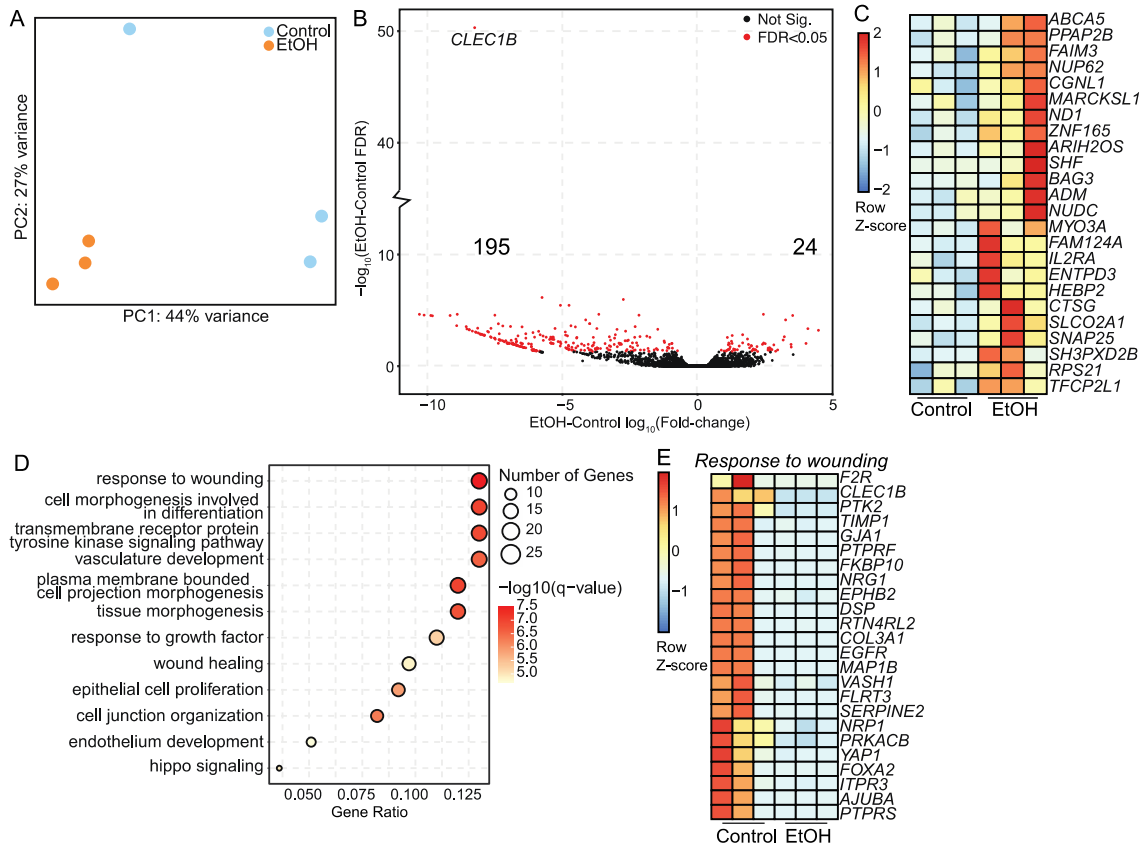 A
Control
EtOH
PC2: 27% variance
PC1: 44% variance
B
CLEC1B
Not Sig.
FDR<0.05
−log10(EtOH-Control FDR)
50
40
10
0
195
24
−10
−5
0
5
EtOH-Control log10(Fold-change)
C
2
1
0
−1
−2
Row
Z-score
ABCA5
PPAP2B
FAIM3
NUP62
CGNL1
MARCKSL1
ND1
ZNF165
ARIH2OS
SHF
BAG3
ADM
NUDC
MYO3A
FAM124A
IL2RA
ENTPD3
HEBP2
CTSG
SLCO2A1
SNAP25
SH3PXD2B
RPS21
TFCP2L1
Control
EtOH
D
response to wounding
cell morphogenesis involved
in differentiation
transmembrane receptor protein
tyrosine kinase signaling pathway
vasculature development
plasma membrane bounded
cell projection morphogenesis
tissue morphogenesis
response to growth factor
wound healing
epithelial cell proliferation
cell junction organization
endothelium development
hippo signaling
0.050
0.075
0.100
0.125
Gene Ratio
Number of Genes
10
15
20
25
−log10(q-value)
7.5
7.0
6.5
6.0
5.5
5.0
E
Response to wounding
1
0
−1
Row
Z-score
F2R
CLEC1B
PTK2
TIMP1
GJA1
PTPRF
FKBP10
NRG1
EPHB2
DSP
RTN4RL2
COL3A1
EGFR
MAP1B
VASH1
FLRT3
SERPINE2
NRP1
PRKACB
YAP1
FOXA2
ITPR3
AJUBA
PTPRS
Control
EtOH